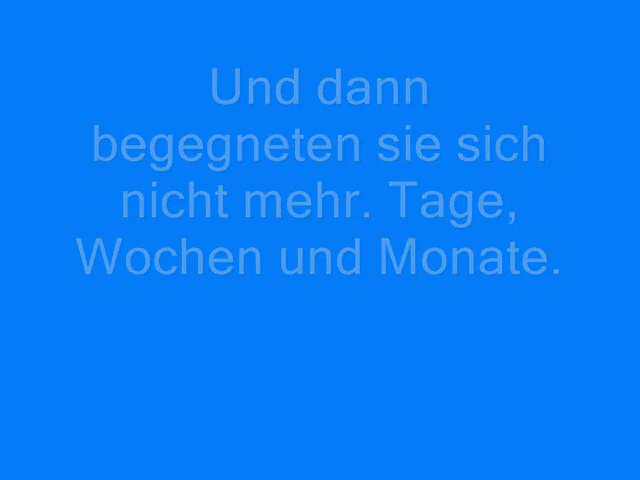 Und dann
begegneten sie sich
nicht mehr. Tage,
Wochen und Monate.